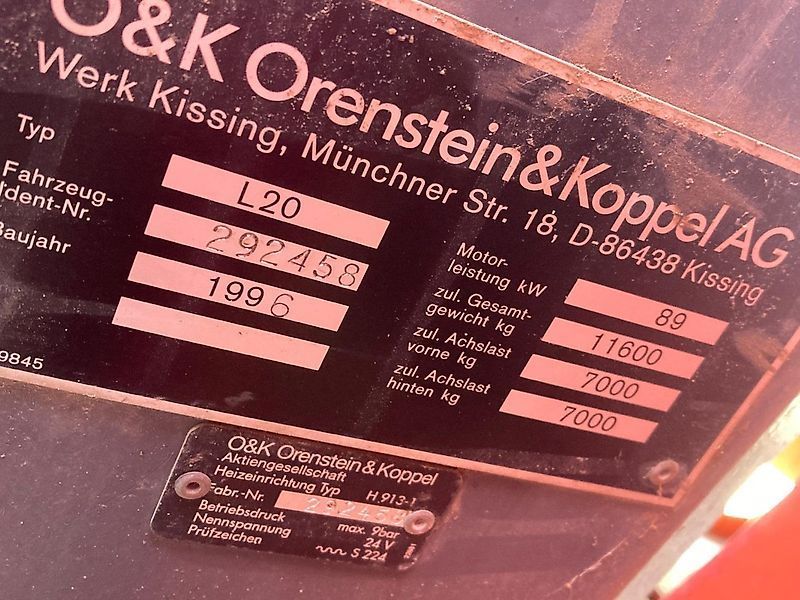 O&K Orenstein&Koppel AG
Werk Kissing, Münchner Str. 18, D-86438 Kissing
Typ L20
Fahrzeug-
Ident-Nr. 292458
Baujahr 1996
9845
Motor-
leistung kW 89
zul. Gesamt-
gewicht kg 11600
zul. Achslast
vorne kg 7000
zul. Achslast
hinten kg 7000
O&K Orenstein&Koppel
Aktiengesellschaft
Heizeinrichtung Typ H 913-1
Fabr.-Nr.
Betriebsdruck max. 9bar
Nennspannung 24 V
Prüfzeichen S 224